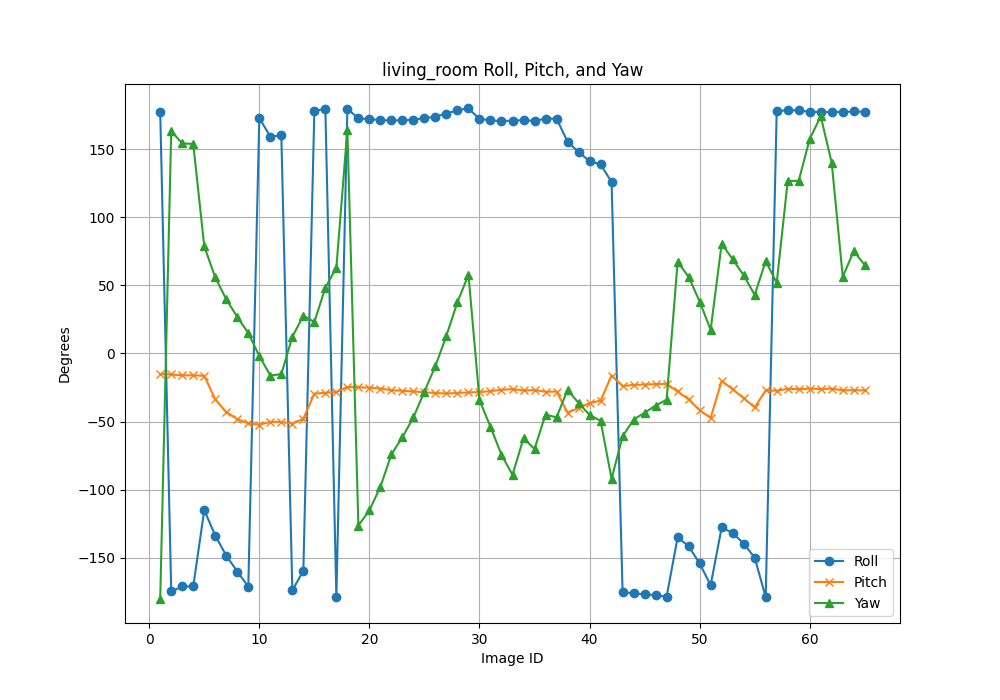 living_room Roll, Pitch, and Yaw
Degrees
150
100
50
0
−50
−100
−150
0 10 20 30 40 50 60
Image ID
Roll
Pitch
Yaw